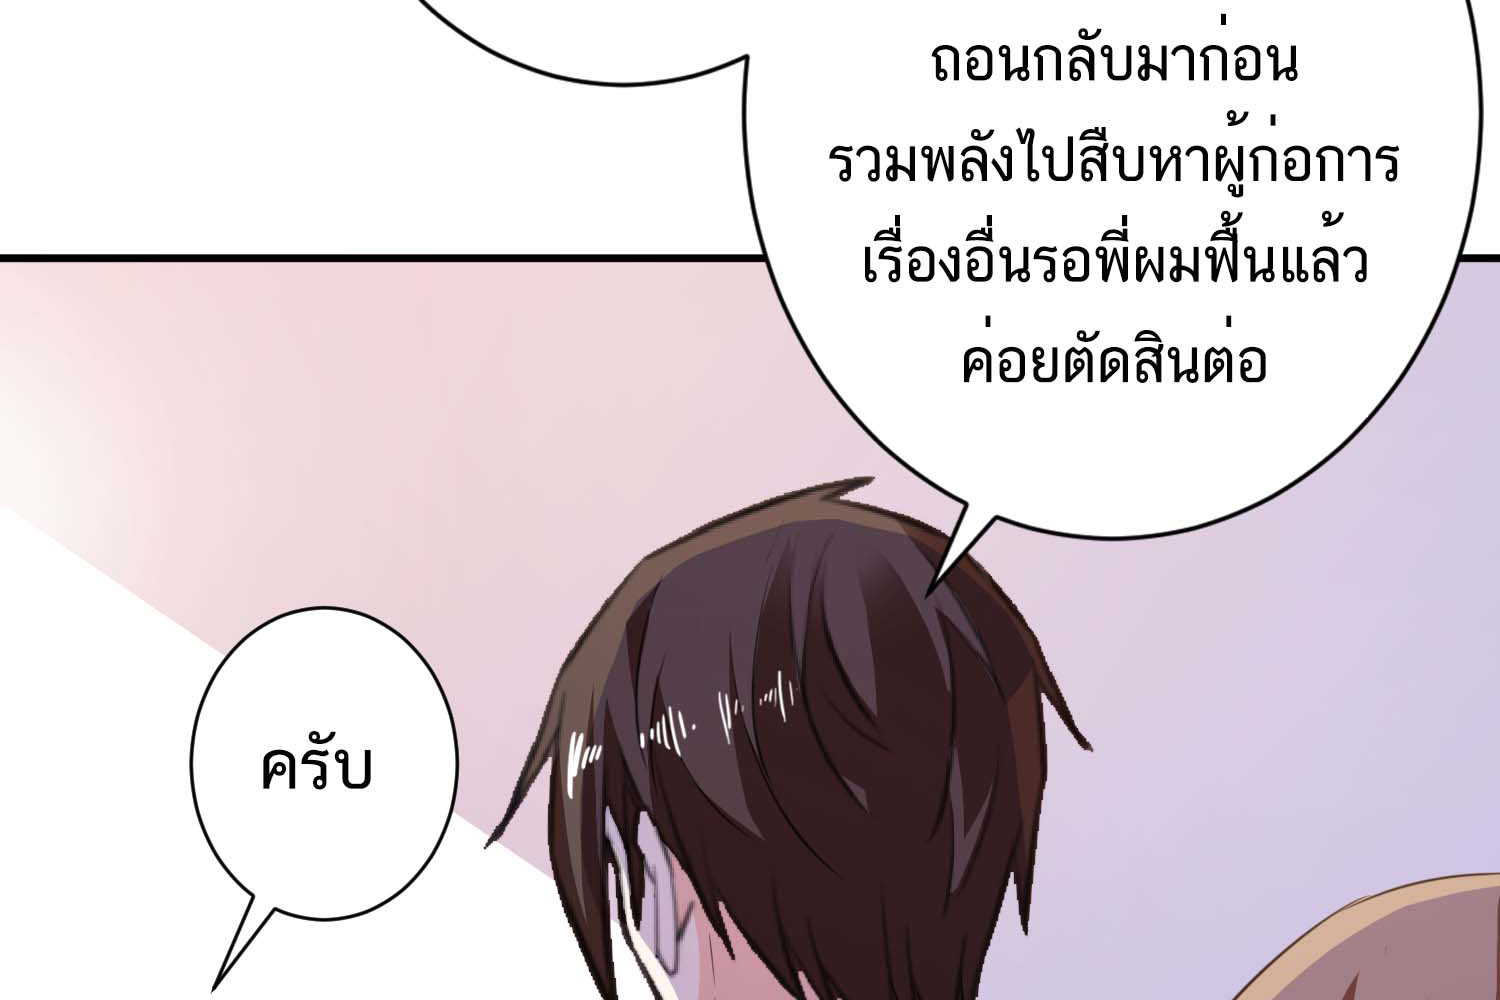 ถอนกลับมาก่อน
รวมพลังไปสืบหาผู้ก่อการ
เรื่องอื่นรอพี่ผมฟื้นแล้ว
ค่อยตัดสินต่อ
ครับ